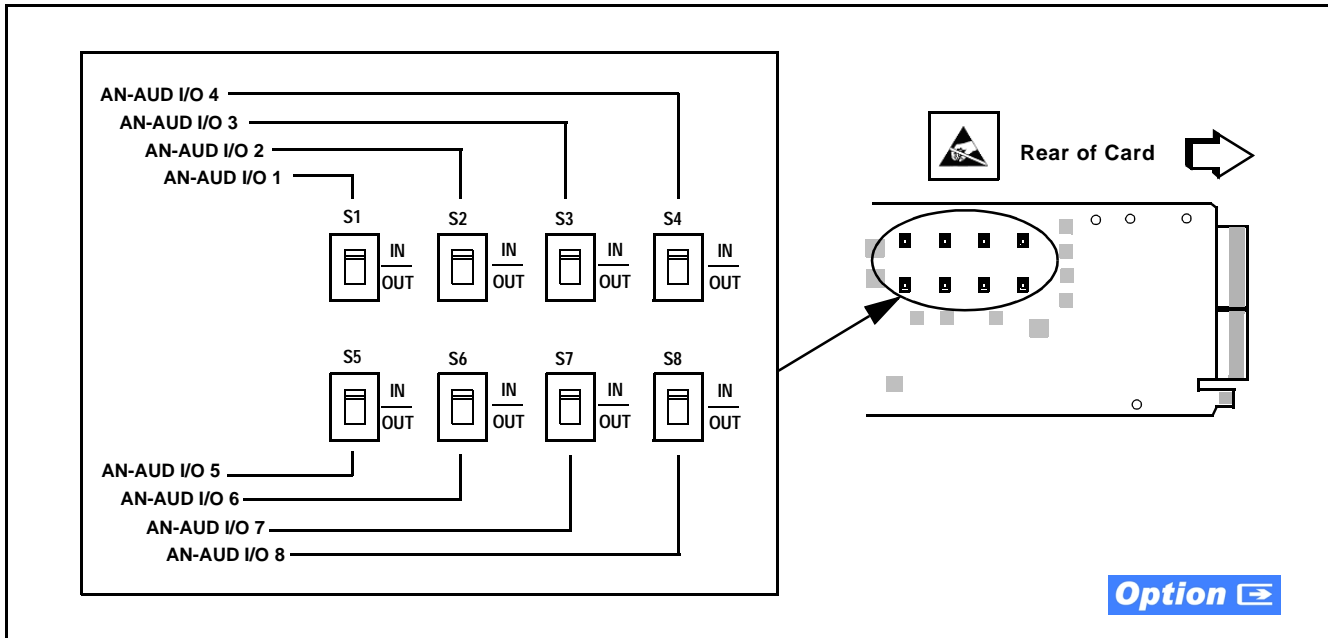 AN-AUD I/O 4
AN-AUD I/O 3
AN-AUD I/O 2
AN-AUD I/O 1
Rear of Card
S1 S2 S3 S4
IN IN IN IN
OUT OUT OUT OUT
S5 S6 S7 S8
IN IN IN IN
OUT OUT OUT OUT
AN-AUD I/O 5
AN-AUD I/O 6
AN-AUD I/O 7
AN-AUD I/O 8
Option